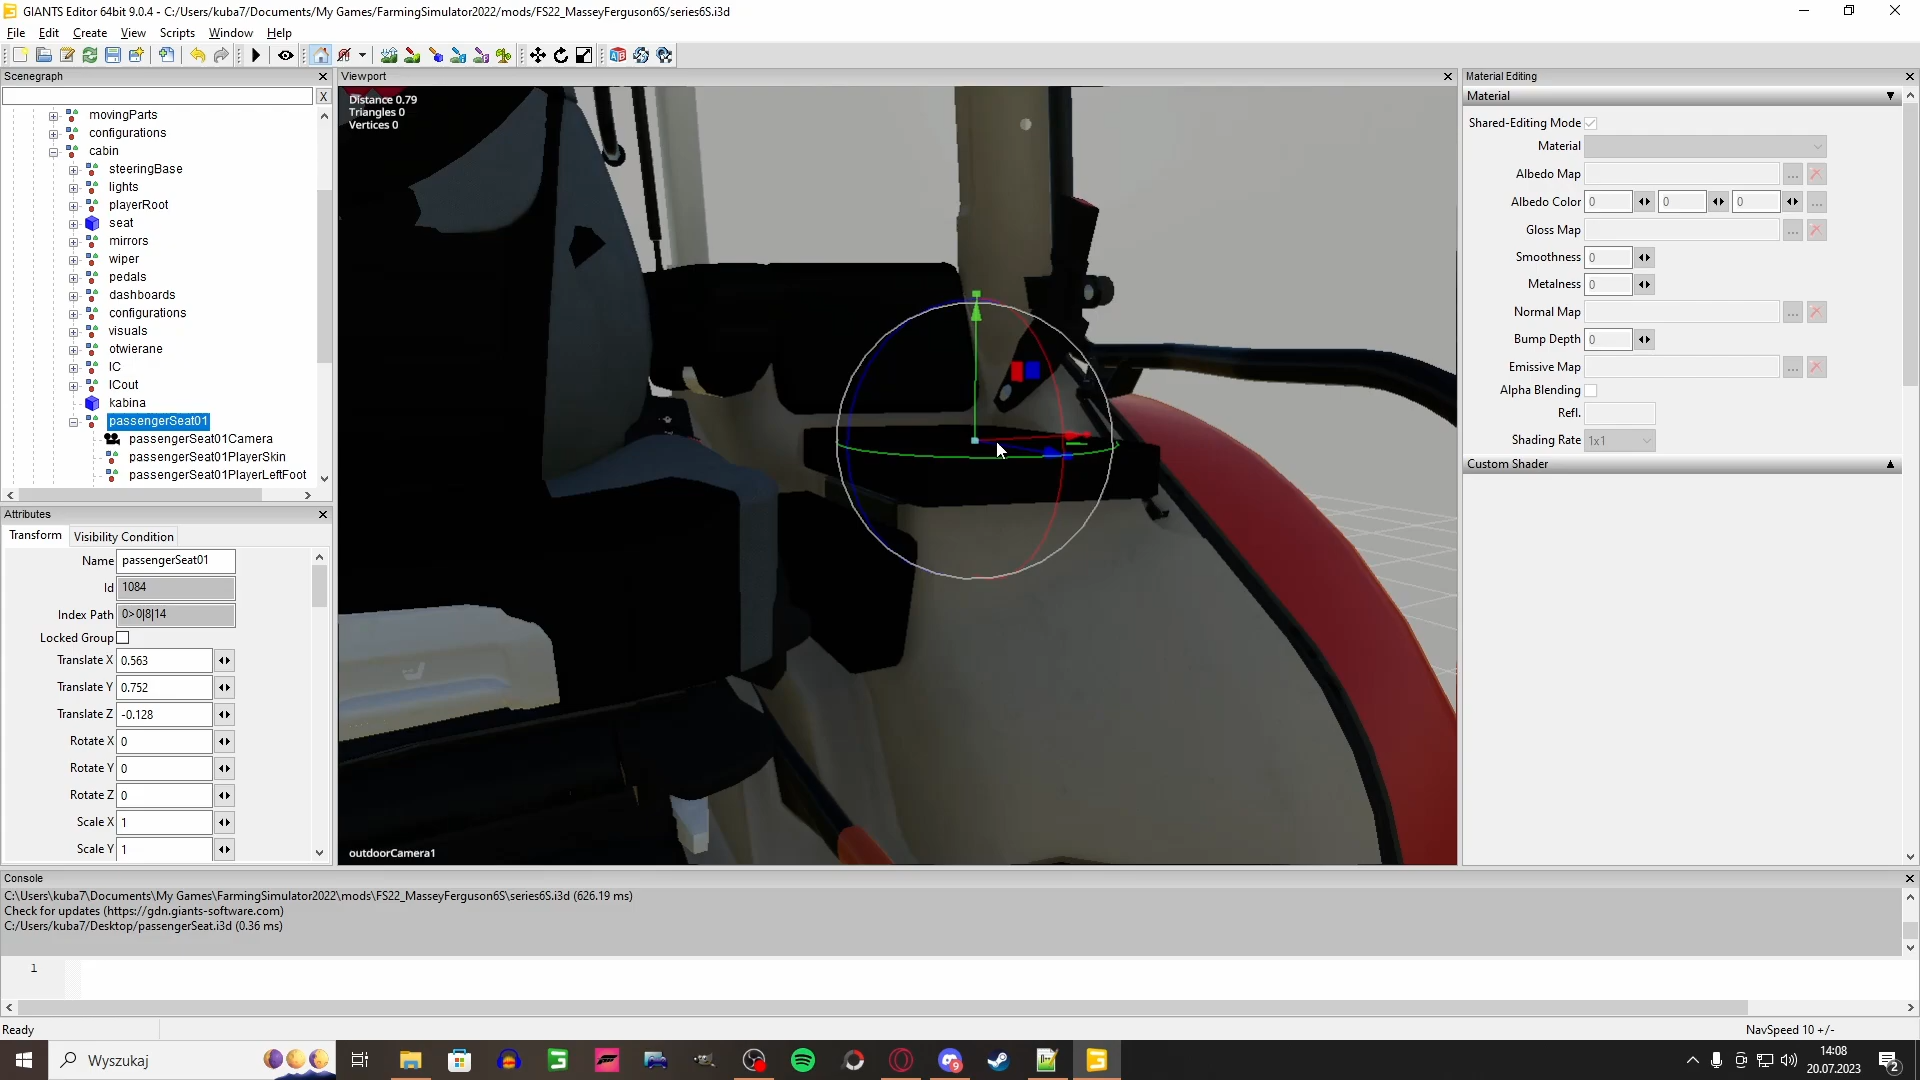 GIANTS Editor 64bit 9.0.4 - C:/Users/kuba7/Documents/My Games/FarmingSimulator2022/mods/FS22_MasseyFerguson6S/series6S.i3d
File Edit Create View Scripts Window Help
Scenegraph
X
movingParts
configurations
cabin
steeringBase
lights
playerRoot
seat
mirrors
wiper
pedals
dashboards
configurations
visuals
otwierane
IC
ICout
kabina
passengerSeat01
passengerSeat01Camera
passengerSeat01PlayerSkin
passengerSeat01PlayerLeftFoot
Attributes
Transform Visibility Condition
Name passengerSeat01
Id 1084
Index Path 0>0|8|14
Locked Group
Translate X 0.563
Translate Y 0.752
Translate Z -0.128
Rotate X 0
Rotate Y 0
Rotate Z 0
Scale X 1
Scale Y 1
Viewport
Distance 0.79
Triangles 0
Vertices 0
outdoorCamera1
Material Editing
Material
Shared-Editing Mode
Material
Albedo Map ...
Albedo Color 0 0 0 ...
Gloss Map ...
Smoothness 0
Metalness 0
Normal Map ...
Bump Depth 0
Emissive Map ...
Alpha Blending
Refl.
Shading Rate 1x1
Custom Shader
Console
C:\Users\kuba7\Documents\My Games\FarmingSimulator2022\mods\FS22_MasseyFerguson6S\series6S.i3d (626.19 ms)
Check for updates (https://gdn.giants-software.com)
C:/Users/kuba7/Desktop/passengerSeat.i3d (0.36 ms)
1
Ready
NavSpeed 10 +/-
Wyszukaj
9
14:08
20.07.2023
2